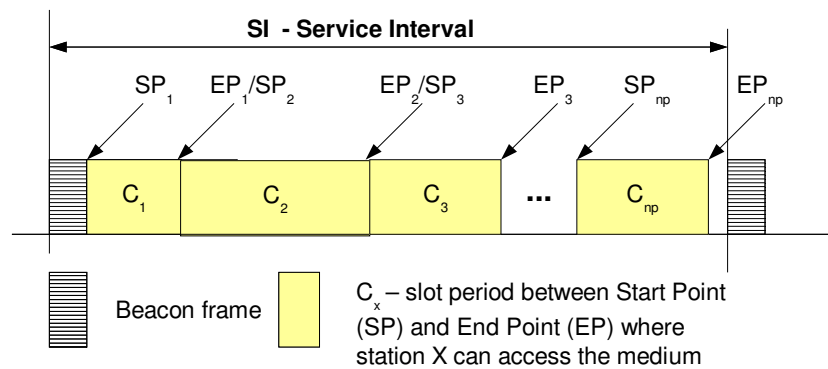 SI - Service Interval
SP₁ EP₁/SP₂ EP₂/SP₃ EP₃ SPₙₚ EPₙₚ
C₁ C₂ C₃ ... Cₙₚ
Beacon frame
Cₓ – slot period between Start Point
(SP) and End Point (EP) where
station X can access the medium